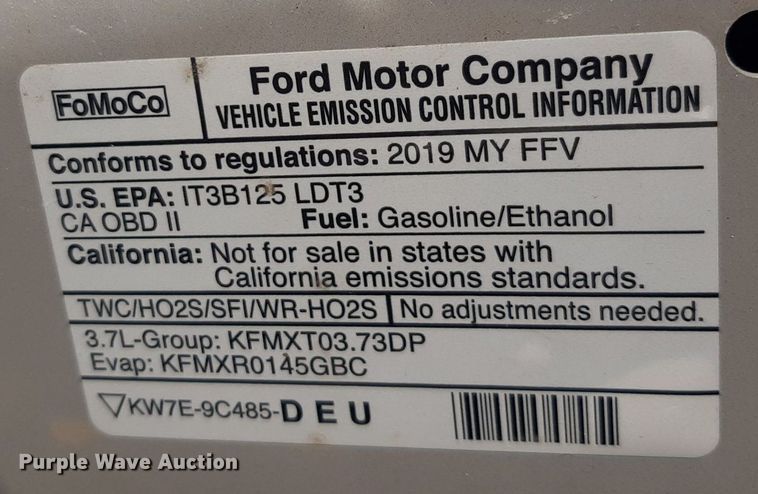 FoMoCo
Ford Motor Company
VEHICLE EMISSION CONTROL INFORMATION
Conforms to regulations: 2019 MY FFV
U.S. EPA: IT3B125 LDT3
CA OBD II Fuel: Gasoline/Ethanol
California: Not for sale in states with
California emissions standards.
TWC/HO2S/SFI/WR-HO2S No adjustments needed.
3.7L-Group: KFMXT03.73DP
Evap: KFMXR0145GBC
▽KW7E-9C485-D E U
Purple Wave Auction